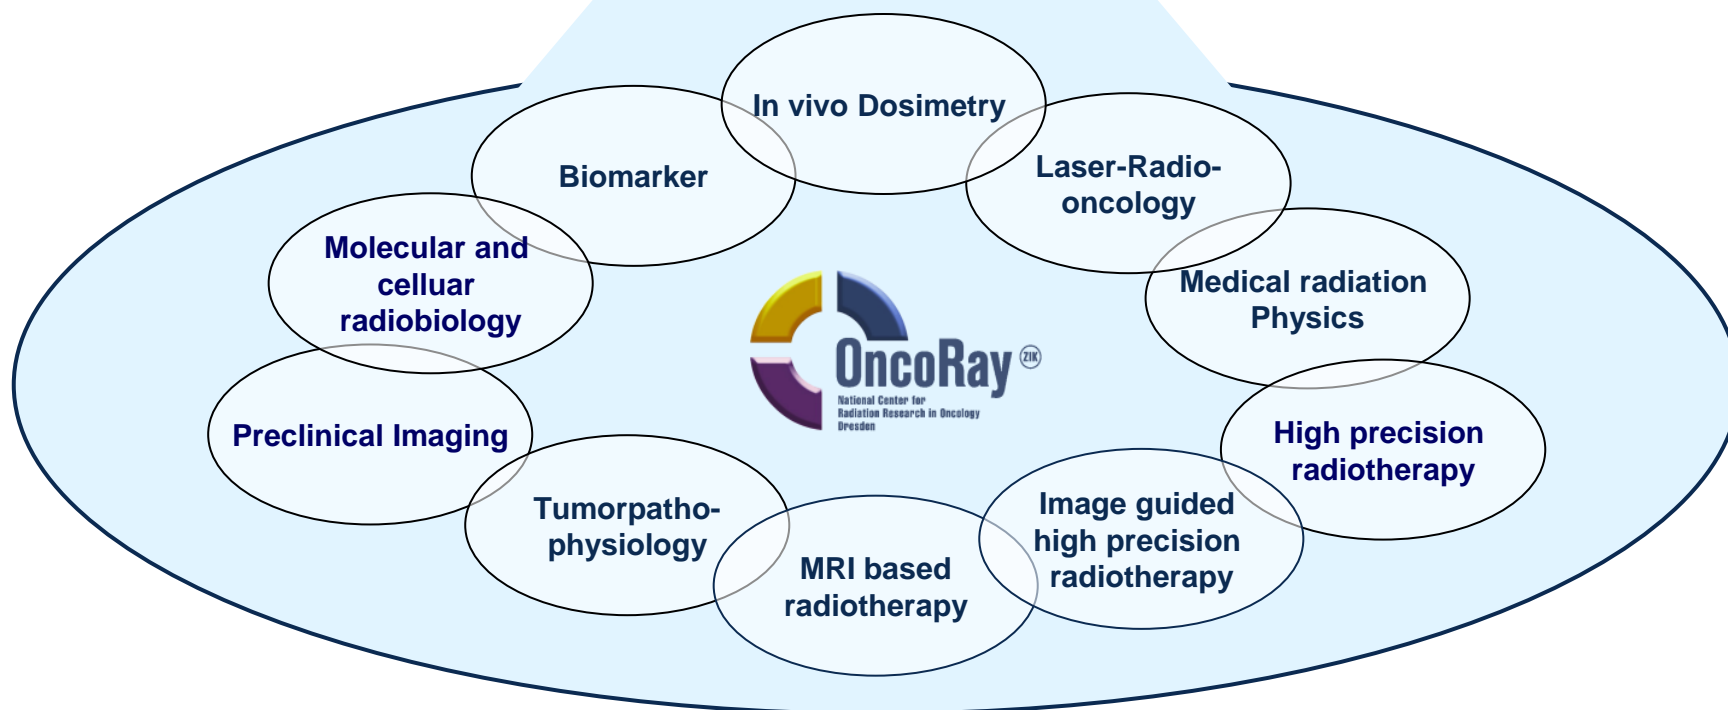 In vivo Dosimetry
Biomarker
Laser-Radio-
oncology
Molecular and
celluar
radiobiology
Medical radiation
Physics
OncoRay ZIK
National Center for
Radiation Research in Oncology
Dresden
Preclinical Imaging
High precision
radiotherapy
Tumorpatho-
physiology
Image guided
high precision
radiotherapy
MRI based
radiotherapy